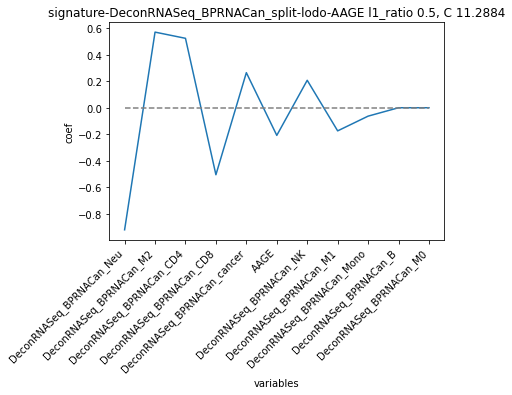 signature-DeconRNASeq_BPRNACan_split-lodo-AAGE l1_ratio 0.5, C 11.2884
0.6
0.4
0.2
0.0
−0.2
−0.4
−0.6
−0.8
coef
DeconRNASeq_BPRNACan_Neu
DeconRNASeq_BPRNACan_M2
DeconRNASeq_BPRNACan_CD4
DeconRNASeq_BPRNACan_CD8
DeconRNASeq_BPRNACan_cancer
AAGE
DeconRNASeq_BPRNACan_NK
DeconRNASeq_BPRNACan_M1
DeconRNASeq_BPRNACan_Mono
DeconRNASeq_BPRNACan_B
DeconRNASeq_BPRNACan_M0
variables